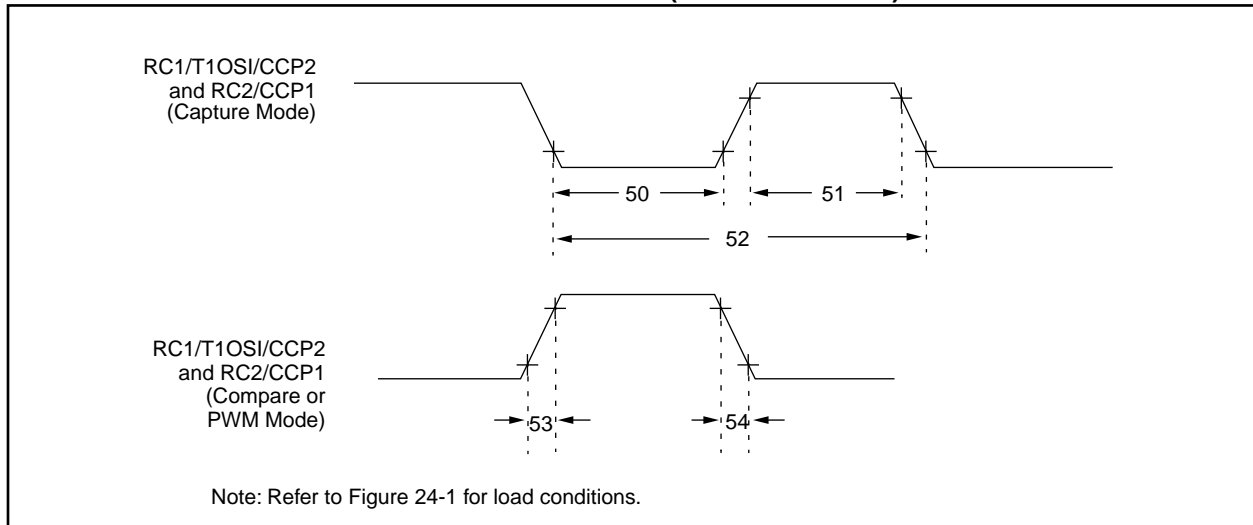 RC1/T1OSI/CCP2
and RC2/CCP1
(Capture Mode)
50
51
52
RC1/T1OSI/CCP2
and RC2/CCP1
(Compare or
PWM Mode)
53
54
Note: Refer to Figure 24-1 for load conditions.